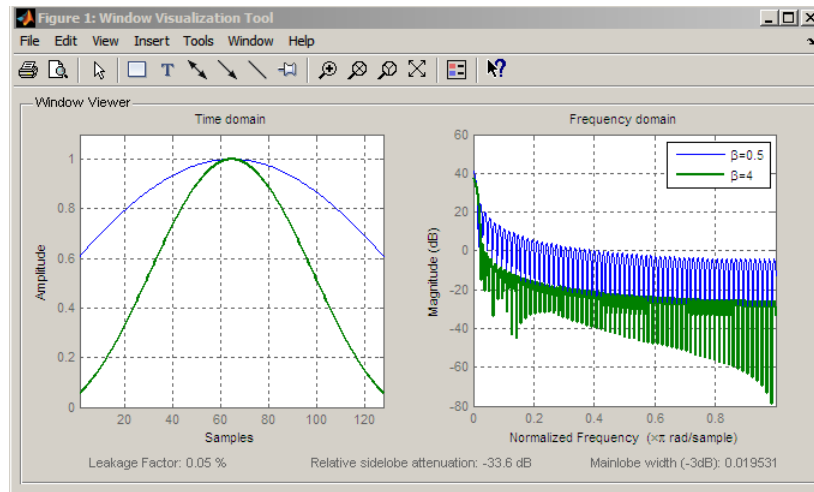 Figure 1: Window Visualization Tool
File Edit View Insert Tools Window Help
T
Window Viewer
Time domain
Frequency domain
1
0.8
0.6
0.4
0.2
0
Amplitude
20 40 60 80 100 120
Samples
60
40
20
0
-20
-40
-60
-80
Magnitude (dB)
β=0.5
β=4
0 0.2 0.4 0.6 0.8
Normalized Frequency (×π rad/sample)
Leakage Factor: 0.05 % Relative sidelobe attenuation: -33.6 dB Mainlobe width (-3dB): 0.019531